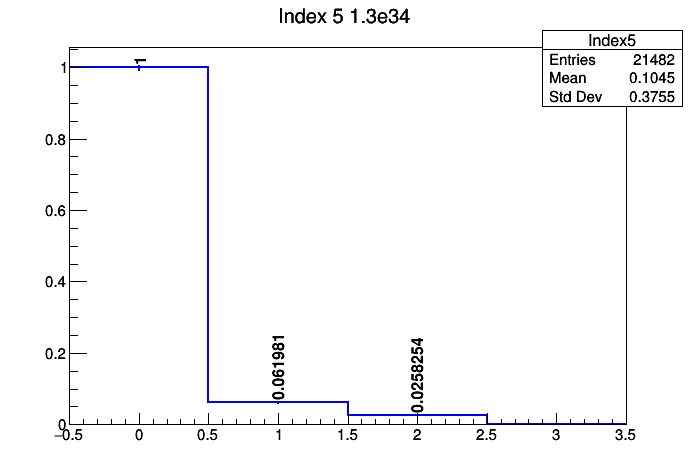 Index 5 1.3e34
Index5
Entries 21482
Mean 0.1045
Std Dev 0.3755
1
0.8
0.6
0.4
0.2
0
1
0.061981
0.0258254
−0.5 0 0.5 1 1.5 2 2.5 3 3.5